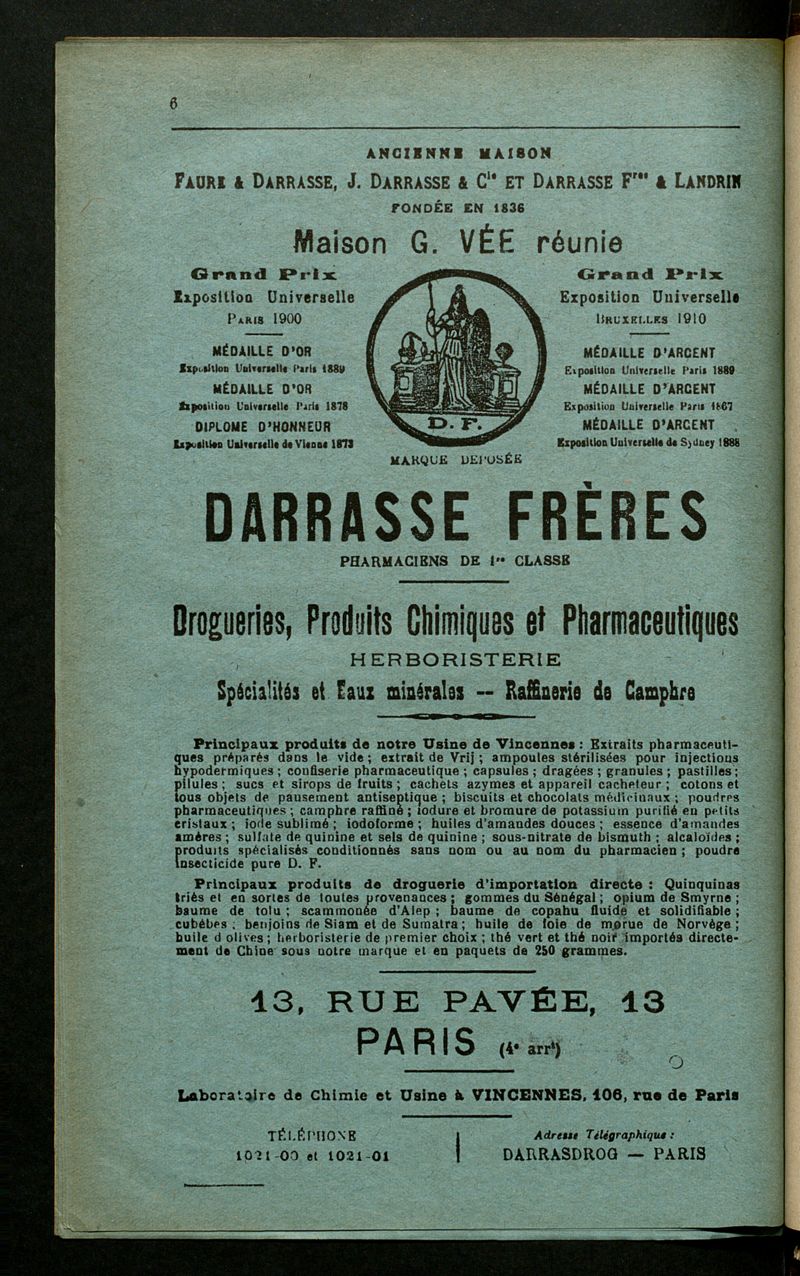 6
ANCIENNE MAISON
FAURE & DARRASSE, J. DARRASSE & Cie ET DARRASSE Fres & LANDRIN
FONDÉE EN 1836
Maison G. VÉE réunie
Grand Prix
Exposition Universelle
PARIS 1900
MÉDAILLE D'OR
Exposition Universelle Paris 1889
MÉDAILLE D'OR
Exposition Universelle Paris 1878
DIPLOME D'HONNEUR
Exposition Universelle de Vienne 1873
D. F.
MARQUE DEPOSÉE
Grand Prix
Exposition Universelle
BRUXELLES 1910
MÉDAILLE D'ARGENT
Exposition Universelle Paris 1889
MÉDAILLE D'ARGENT
Exposition Universelle Paris 1867
MÉDAILLE D'ARGENT
Exposition Universelle de Sydney 1888
DARRASSE FRÈRES
PHARMACIENS DE 1re CLASSE
Drogueries, Produits Chimiques et Pharmaceutiques
HERBORISTERIE
Spécialités et Eaux minérales — Raffinerie de Camphre
Principaux produits de notre Usine de Vincennes : Extraits pharmaceuti-
ques préparés dans le vide ; extrait de Vrij ; ampoules stérilisées pour injections
hypodermiques ; confiserie pharmaceutique ; capsules ; dragées ; granules ; pastilles ;
pilules ; sucs et sirops de fruits ; cachets azymes et appareil cacheteur ; cotons et
tous objets de pansement antiseptique ; biscuits et chocolats médicinaux ; poudres
pharmaceutiques ; camphre raffiné ; iodure et bromure de potassium purifié en petits
cristaux ; iode sublimé ; iodoforme ; huiles d'amandes douces ; essence d'amandes
amères ; sulfate de quinine et sels de quinine ; sous-nitrate de bismuth ; alcaloïdes ;
produits spécialisés conditionnés sans nom ou au nom du pharmacien ; poudre
insecticide pure D. F.
Principaux produits de droguerie d'importation directe : Quinquinas
triés et en sortes de toutes provenances ; gommes du Sénégal ; opium de Smyrne ;
baume de tolu ; scammonée d'Alep ; baume de copahu fluide et solidifiable ;
cubèbes ; benjoins de Siam et de Sumatra ; huile de foie de morue de Norvège ;
huile d olives ; herboristerie de premier choix ; thé vert et thé noir importés directe-
ment de Chine sous notre marque et en paquets de 250 grammes.
13, RUE PAVÉE, 13
PARIS (4e arrt)
Laboratoire de Chimie et Usine à VINCENNES, 106, rue de Paris
TÉLÉPHONE
1021-00 et 1021-01
Adresse Télégraphique :
DARRASDROG — PARIS